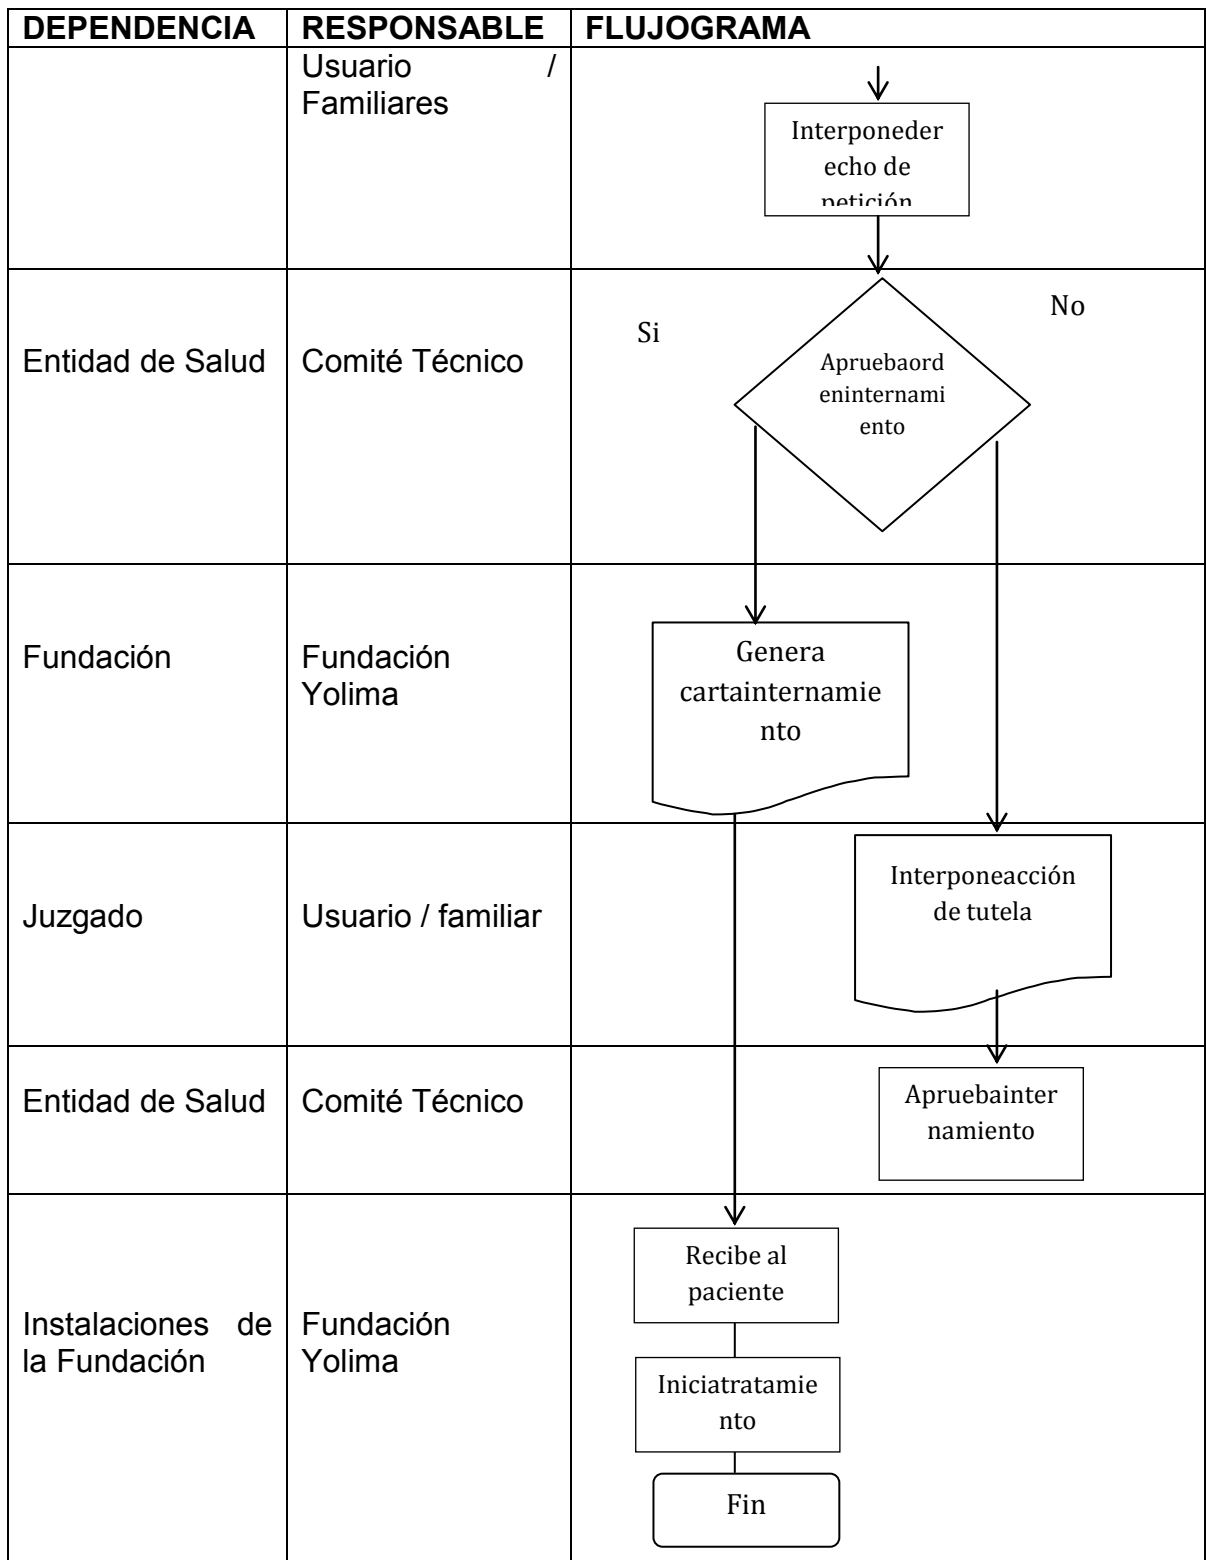 DEPENDENCIA RESPONSABLE FLUJOGRAMA
Usuario /
Familiares
Interponeder
echo de
petición
Si
No
Entidad de Salud Comité Técnico
Apruebaord
eninternami
ento
Fundación
Fundación
Yolima
Genera
cartainternamie
nto
Juzgado
Usuario / familiar
Interponeacción
de tutela
Entidad de Salud Comité Técnico
Apruebainter
namiento
Recibe al
paciente
Instalaciones de
la Fundación
Fundación
Yolima
Iniciatratamie
nto
Fin